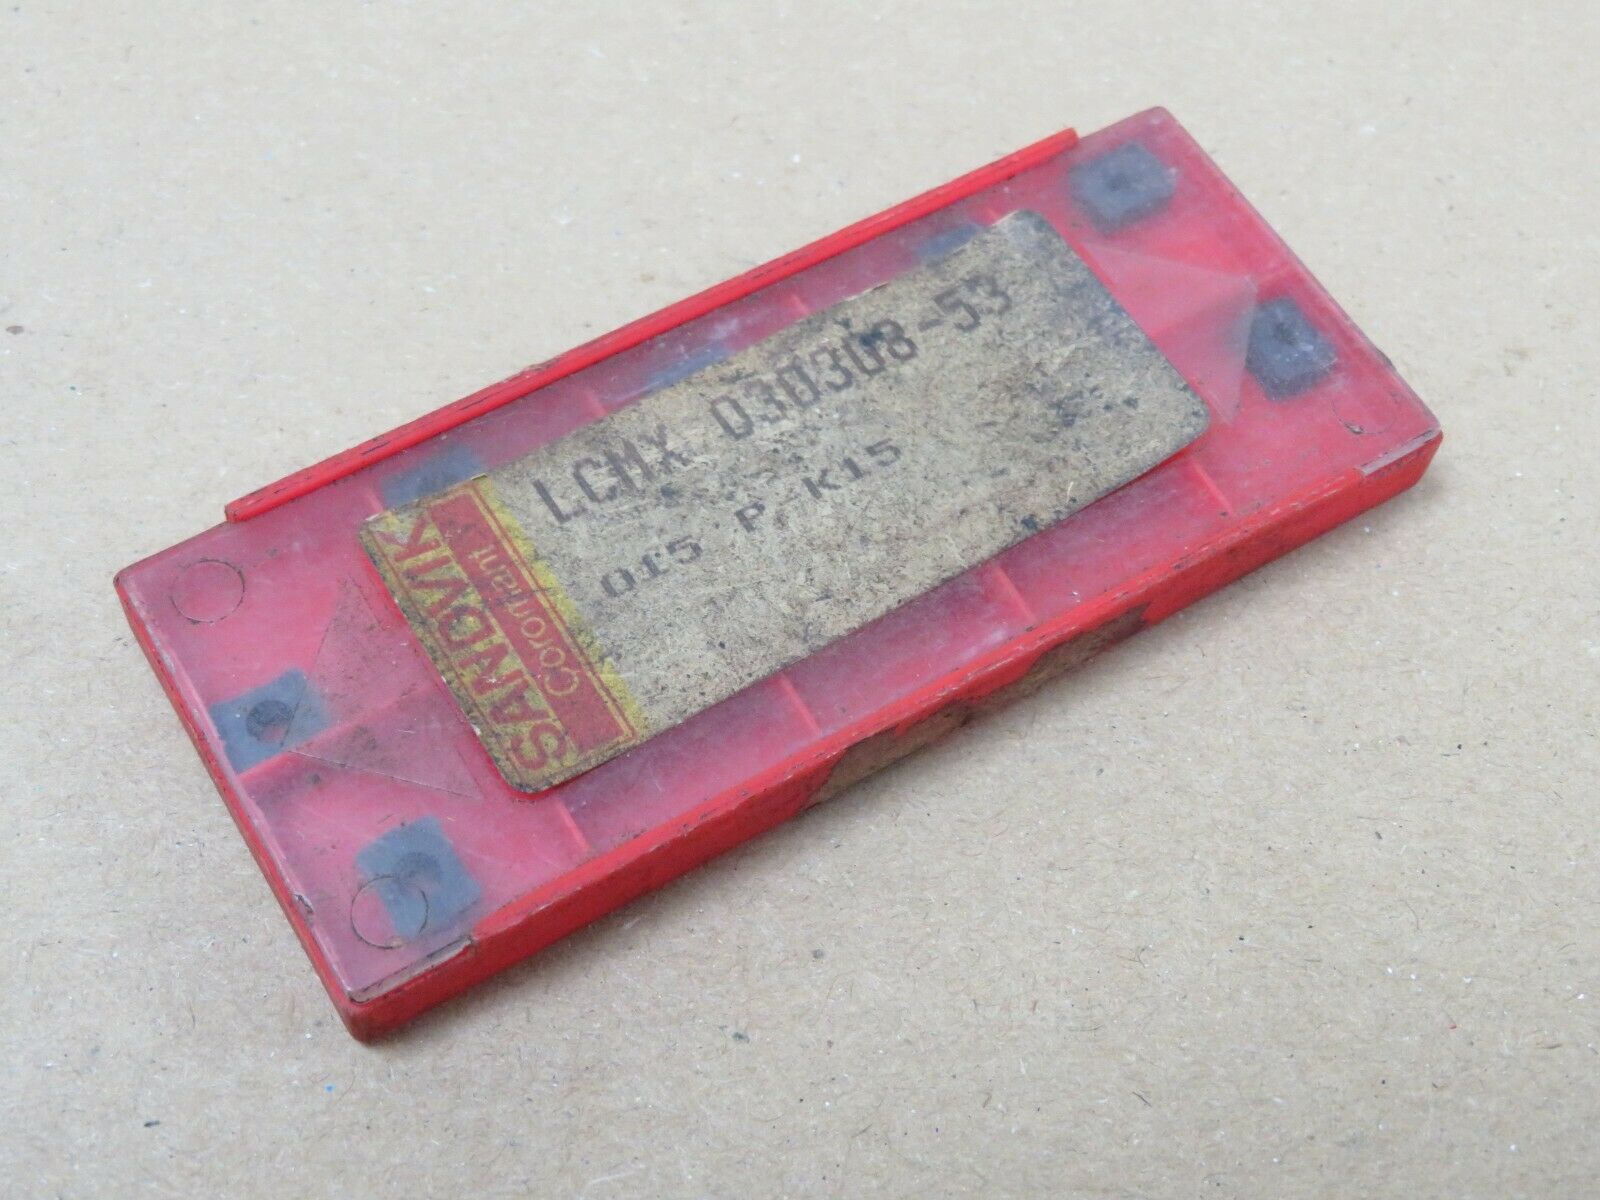 LCMX 030308-53
015 P-K15
SANDVIK
Coromant